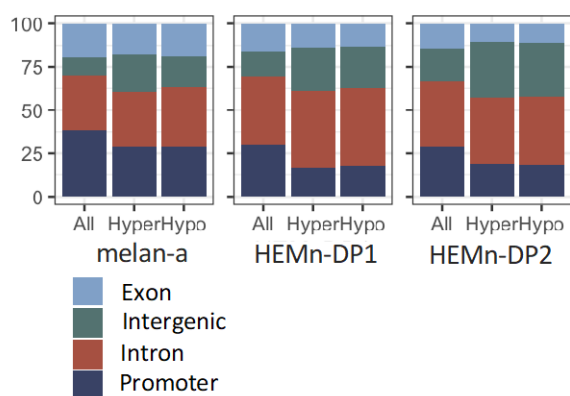 100
75
50
25
0
All HyperHypo All HyperHypo All HyperHypo
melan-a HEMn-DP1 HEMn-DP2
Exon
Intergenic
Intron
Promoter